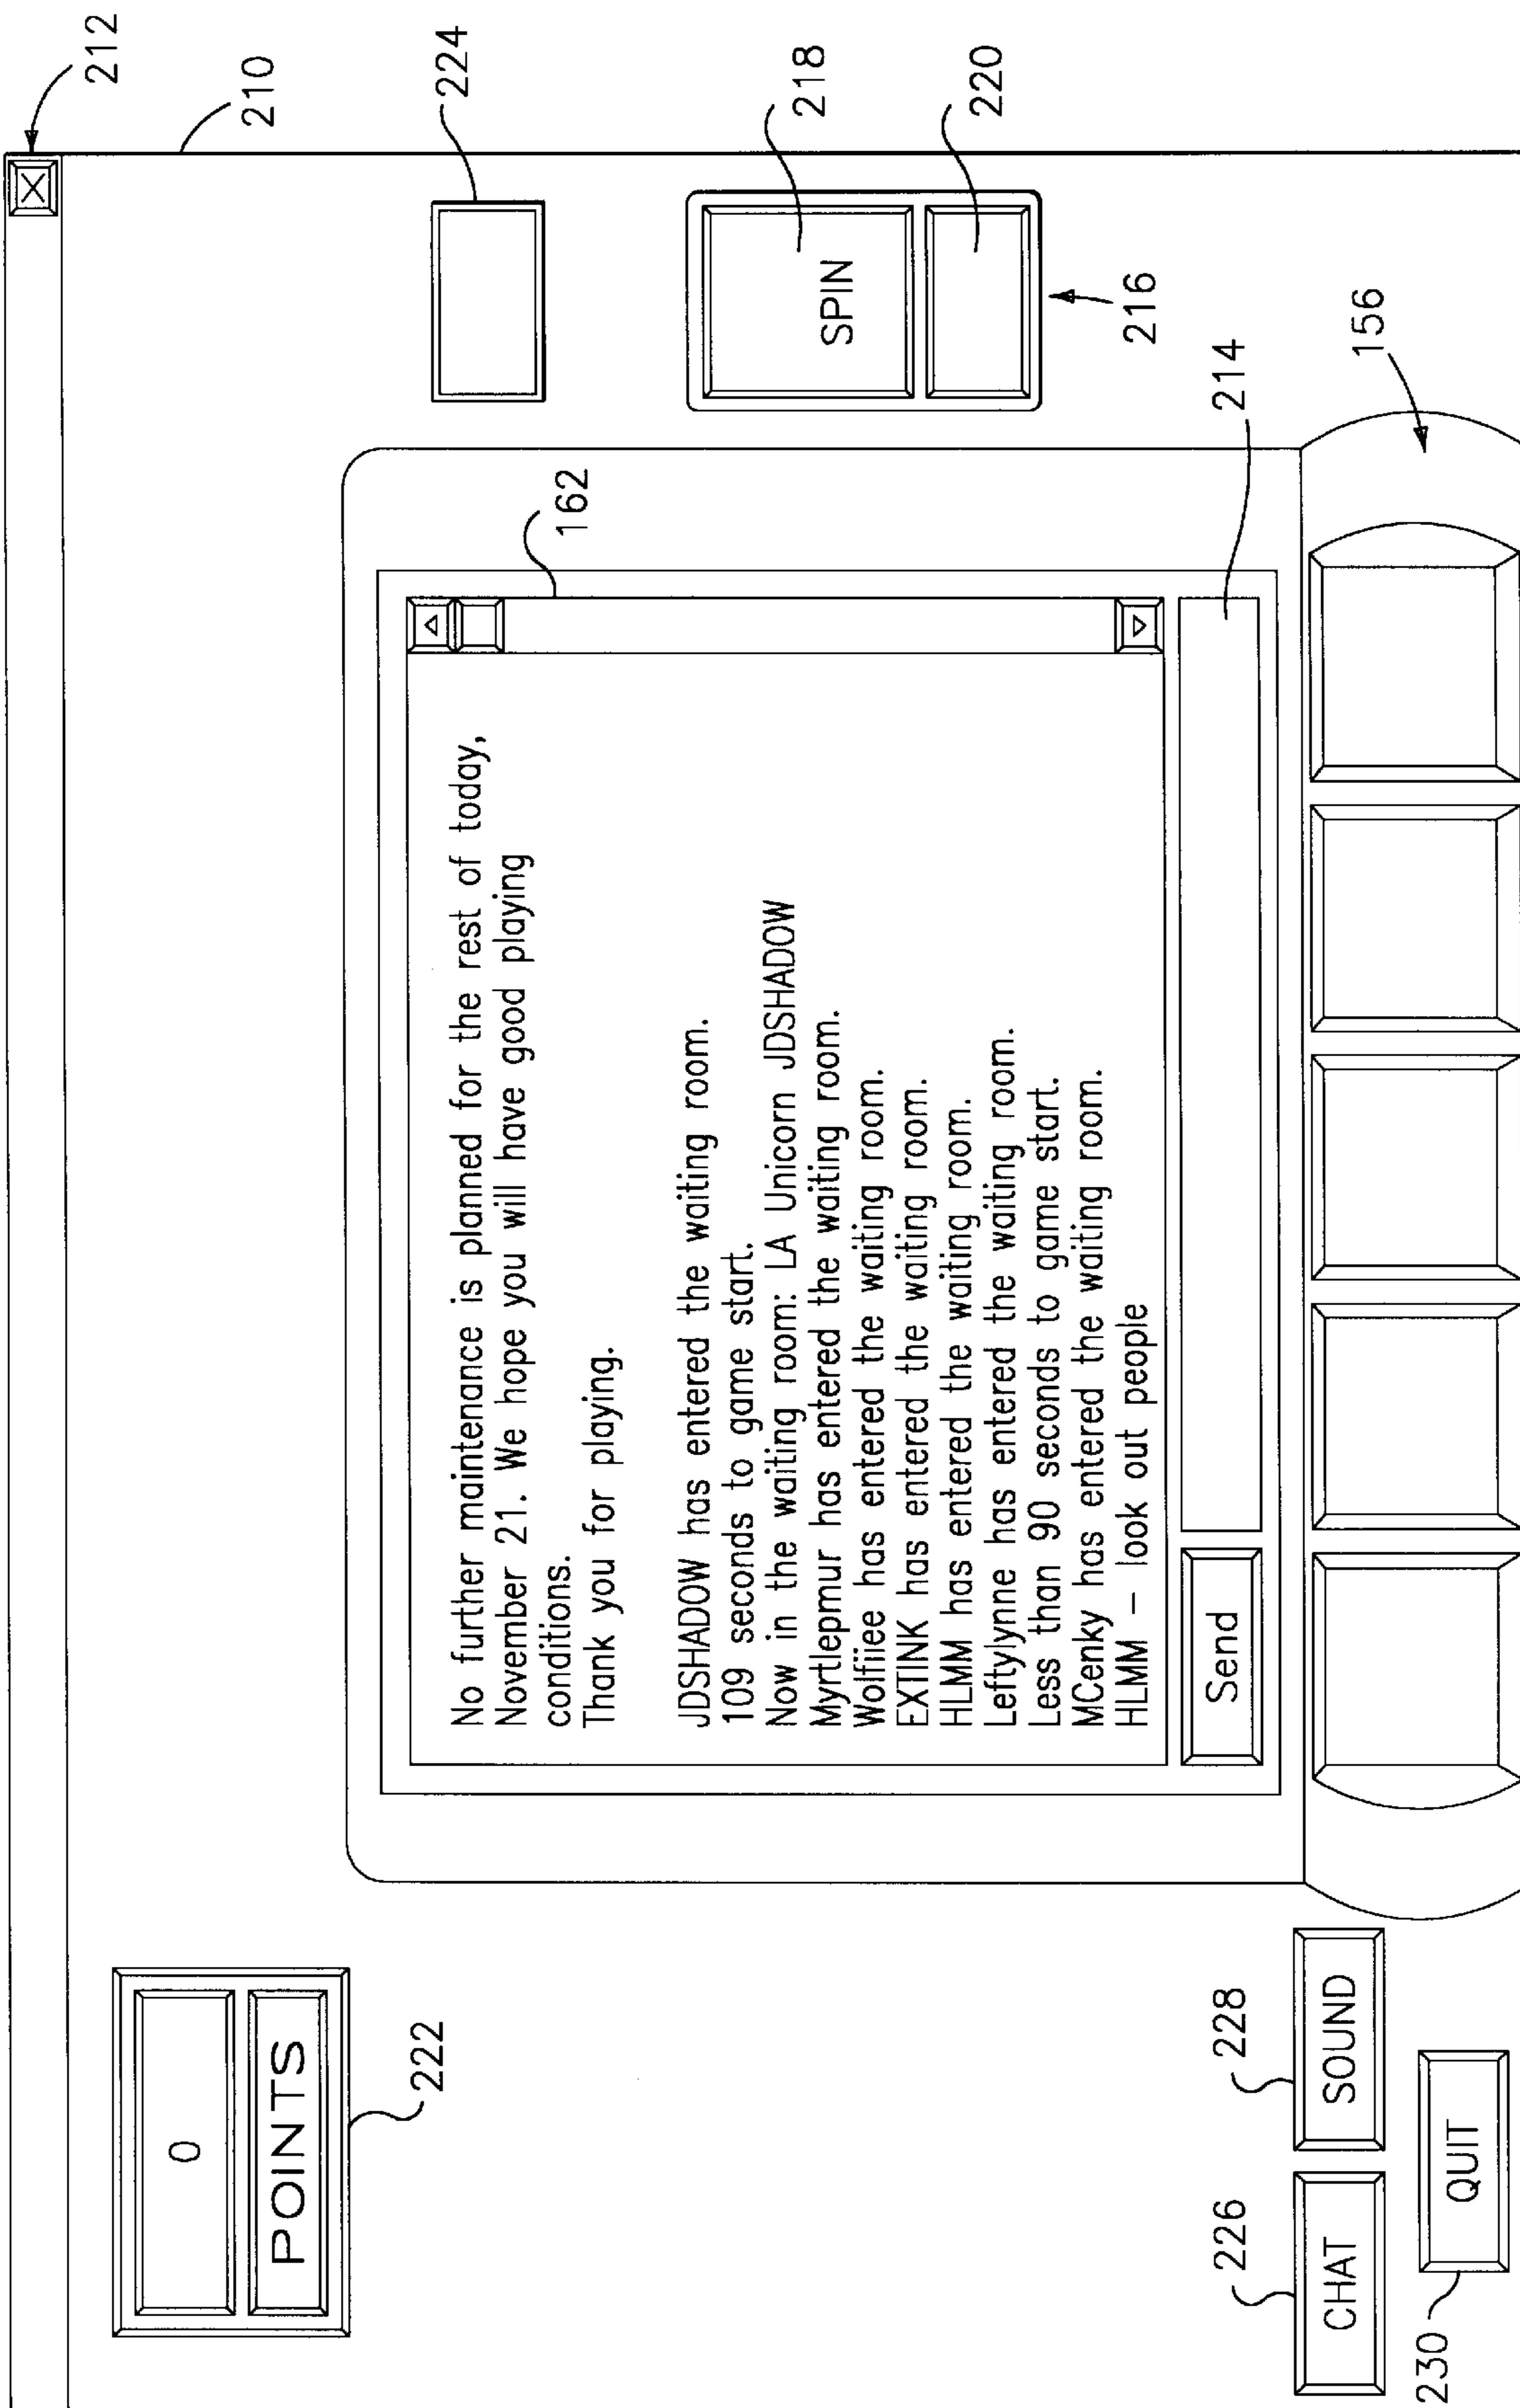 212
X
210
0
POINTS
222
224
162
No further maintenance is planned for the rest of today,
November 21. We hope you will have good playing
conditions.
Thank you for playing.
JDSHADOW has entered the waiting room.
109 seconds to game start.
Now in the waiting room: LA Unicorn JDSHADOW
Myrtlepmur has entered the waiting room.
Wolfiiee has entered the waiting room.
EXTINK has entered the waiting room.
HLMM has entered the waiting room.
Leftylynne has entered the waiting room.
Less than 90 seconds to game start.
MCenky has entered the waiting room.
HLMM – look out people
218
SPIN
220
216
Send
214
226
228
CHAT
SOUND
156
230
QUIT